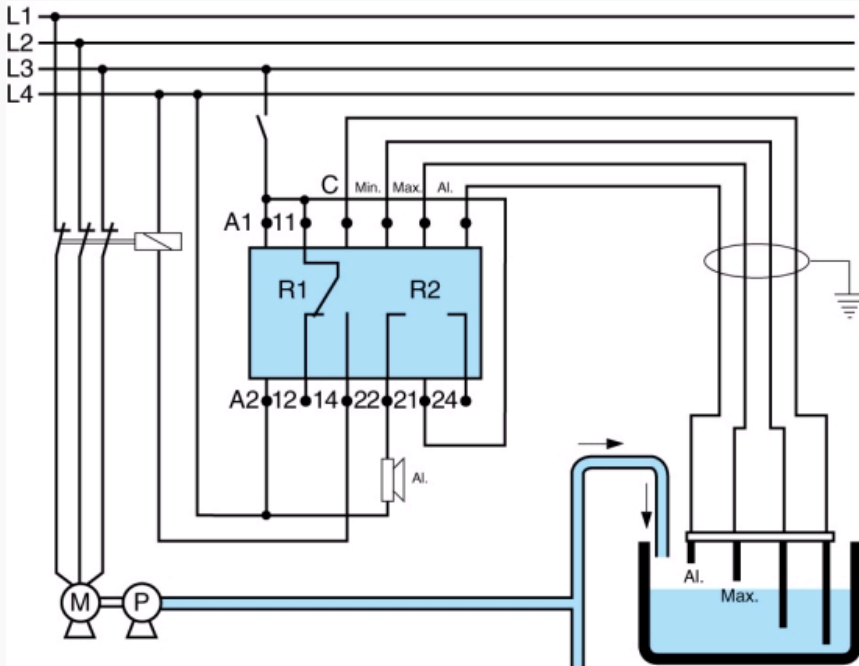 L1
L2
L3
L4
C Min. Max. Al.
A1 11
R1 R2
A2 12 14 22 21 24
Al.
M P
Al.
Max.